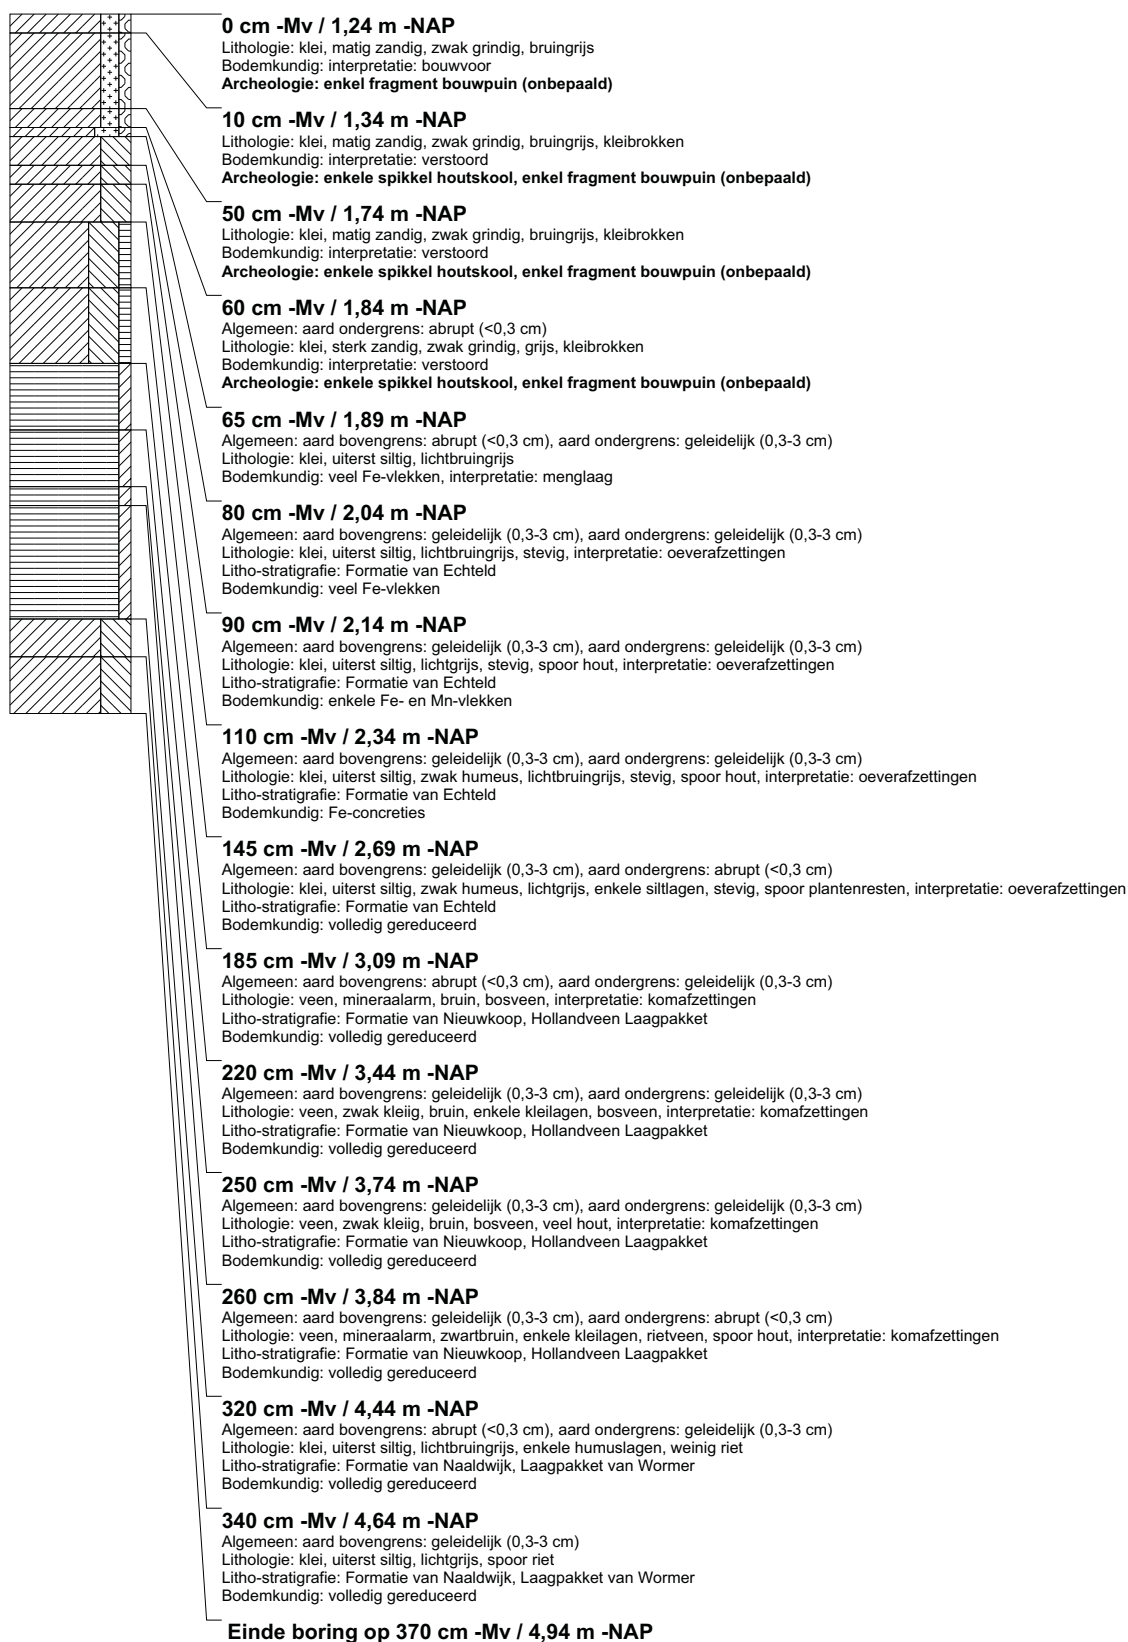 0 cm -Mv / 1,24 m -NAP
Lithologie: klei, matig zandig, zwak grindig, bruingrijs
Bodemkundig: interpretatie: bouwvoor
Archeologie: enkel fragment bouwpuin (onbepaald)
10 cm -Mv / 1,34 m -NAP
Lithologie: klei, matig zandig, zwak grindig, bruingrijs, kleibrokken
Bodemkundig: interpretatie: verstoord
Archeologie: enkele spikkel houtskool, enkel fragment bouwpuin (onbepaald)
50 cm -Mv / 1,74 m -NAP
Lithologie: klei, matig zandig, zwak grindig, bruingrijs, kleibrokken
Bodemkundig: interpretatie: verstoord
Archeologie: enkele spikkel houtskool, enkel fragment bouwpuin (onbepaald)
60 cm -Mv / 1,84 m -NAP
Algemeen: aard ondergrens: abrupt (<0,3 cm)
Lithologie: klei, sterk zandig, zwak grindig, grijs, kleibrokken
Bodemkundig: interpretatie: verstoord
Archeologie: enkele spikkel houtskool, enkel fragment bouwpuin (onbepaald)
65 cm -Mv / 1,89 m -NAP
Algemeen: aard bovengrens: abrupt (<0,3 cm), aard ondergrens: geleidelijk (0,3-3 cm)
Lithologie: klei, uiterst siltig, lichtbruingrijs
Bodemkundig: veel Fe-vlekken, interpretatie: menglaag
80 cm -Mv / 2,04 m -NAP
Algemeen: aard bovengrens: geleidelijk (0,3-3 cm), aard ondergrens: geleidelijk (0,3-3 cm)
Lithologie: klei, uiterst siltig, lichtbruingrijs, stevig, interpretatie: oeverafzettingen
Litho-stratigrafie: Formatie van Echteld
Bodemkundig: veel Fe-vlekken
90 cm -Mv / 2,14 m -NAP
Algemeen: aard bovengrens: geleidelijk (0,3-3 cm), aard ondergrens: geleidelijk (0,3-3 cm)
Lithologie: klei, uiterst siltig, lichtgrijs, stevig, spoor hout, interpretatie: oeverafzettingen
Litho-stratigrafie: Formatie van Echteld
Bodemkundig: enkele Fe- en Mn-vlekken
110 cm -Mv / 2,34 m -NAP
Algemeen: aard bovengrens: geleidelijk (0,3-3 cm), aard ondergrens: geleidelijk (0,3-3 cm)
Lithologie: klei, uiterst siltig, zwak humeus, lichtbruingrijs, stevig, spoor hout, interpretatie: oeverafzettingen
Litho-stratigrafie: Formatie van Echteld
Bodemkundig: Fe-concreties
145 cm -Mv / 2,69 m -NAP
Algemeen: aard bovengrens: geleidelijk (0,3-3 cm), aard ondergrens: abrupt (<0,3 cm)
Lithologie: klei, uiterst siltig, zwak humeus, lichtgrijs, enkele siltlagen, stevig, spoor plantenresten, interpretatie: oeverafzettingen
Litho-stratigrafie: Formatie van Echteld
Bodemkundig: volledig gereduceerd
185 cm -Mv / 3,09 m -NAP
Algemeen: aard bovengrens: abrupt (<0,3 cm), aard ondergrens: geleidelijk (0,3-3 cm)
Lithologie: veen, mineraalarm, bruin, bosveen, interpretatie: komafzettingen
Litho-stratigrafie: Formatie van Nieuwkoop, Hollandveen Laagpakket
Bodemkundig: volledig gereduceerd
220 cm -Mv / 3,44 m -NAP
Algemeen: aard bovengrens: geleidelijk (0,3-3 cm), aard ondergrens: geleidelijk (0,3-3 cm)
Lithologie: veen, zwak kleiig, bruin, enkele kleilagen, bosveen, interpretatie: komafzettingen
Litho-stratigrafie: Formatie van Nieuwkoop, Hollandveen Laagpakket
Bodemkundig: volledig gereduceerd
250 cm -Mv / 3,74 m -NAP
Algemeen: aard bovengrens: geleidelijk (0,3-3 cm), aard ondergrens: geleidelijk (0,3-3 cm)
Lithologie: veen, zwak kleiig, bruin, bosveen, veel hout, interpretatie: komafzettingen
Litho-stratigrafie: Formatie van Nieuwkoop, Hollandveen Laagpakket
Bodemkundig: volledig gereduceerd
260 cm -Mv / 3,84 m -NAP
Algemeen: aard bovengrens: geleidelijk (0,3-3 cm), aard ondergrens: abrupt (<0,3 cm)
Lithologie: veen, mineraalarm, zwartbruin, enkele kleilagen, rietveen, spoor hout, interpretatie: komafzettingen
Litho-stratigrafie: Formatie van Nieuwkoop, Hollandveen Laagpakket
Bodemkundig: volledig gereduceerd
320 cm -Mv / 4,44 m -NAP
Algemeen: aard bovengrens: abrupt (<0,3 cm), aard ondergrens: geleidelijk (0,3-3 cm)
Lithologie: klei, uiterst siltig, lichtbruingrijs, enkele humuslagen, weinig riet
Litho-stratigrafie: Formatie van Naaldwijk, Laagpakket van Wormer
Bodemkundig: volledig gereduceerd
340 cm -Mv / 4,64 m -NAP
Algemeen: aard bovengrens: geleidelijk (0,3-3 cm)
Lithologie: klei, uiterst siltig, lichtgrijs, spoor riet
Litho-stratigrafie: Formatie van Naaldwijk, Laagpakket van Wormer
Bodemkundig: volledig gereduceerd
Einde boring op 370 cm -Mv / 4,94 m -NAP